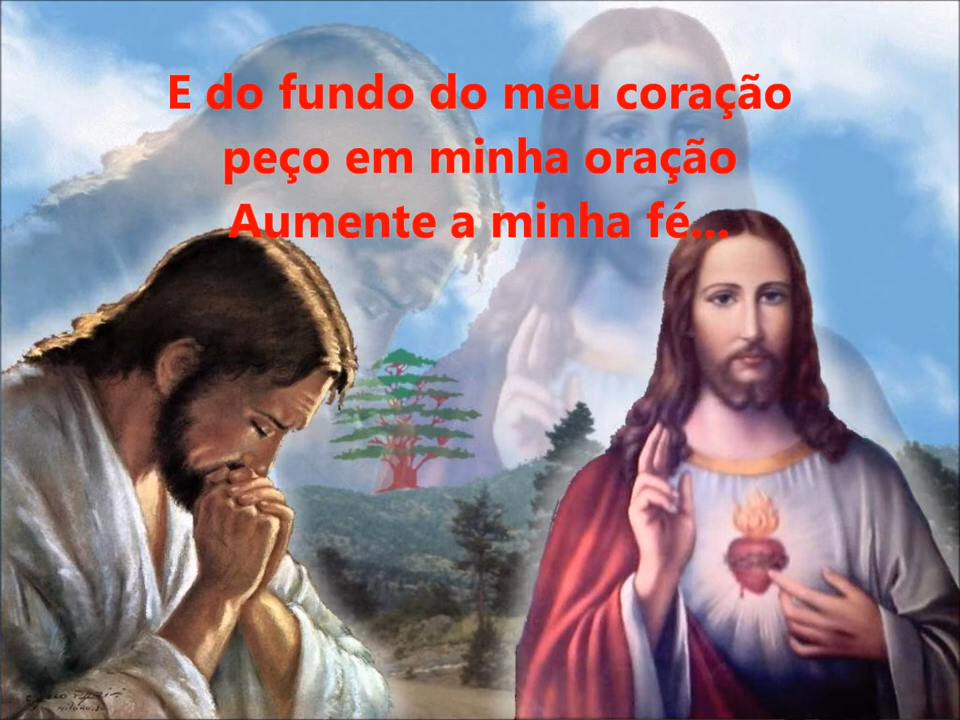 E do fundo do meu coração
peço em minha oração
Aumente a minha fé...